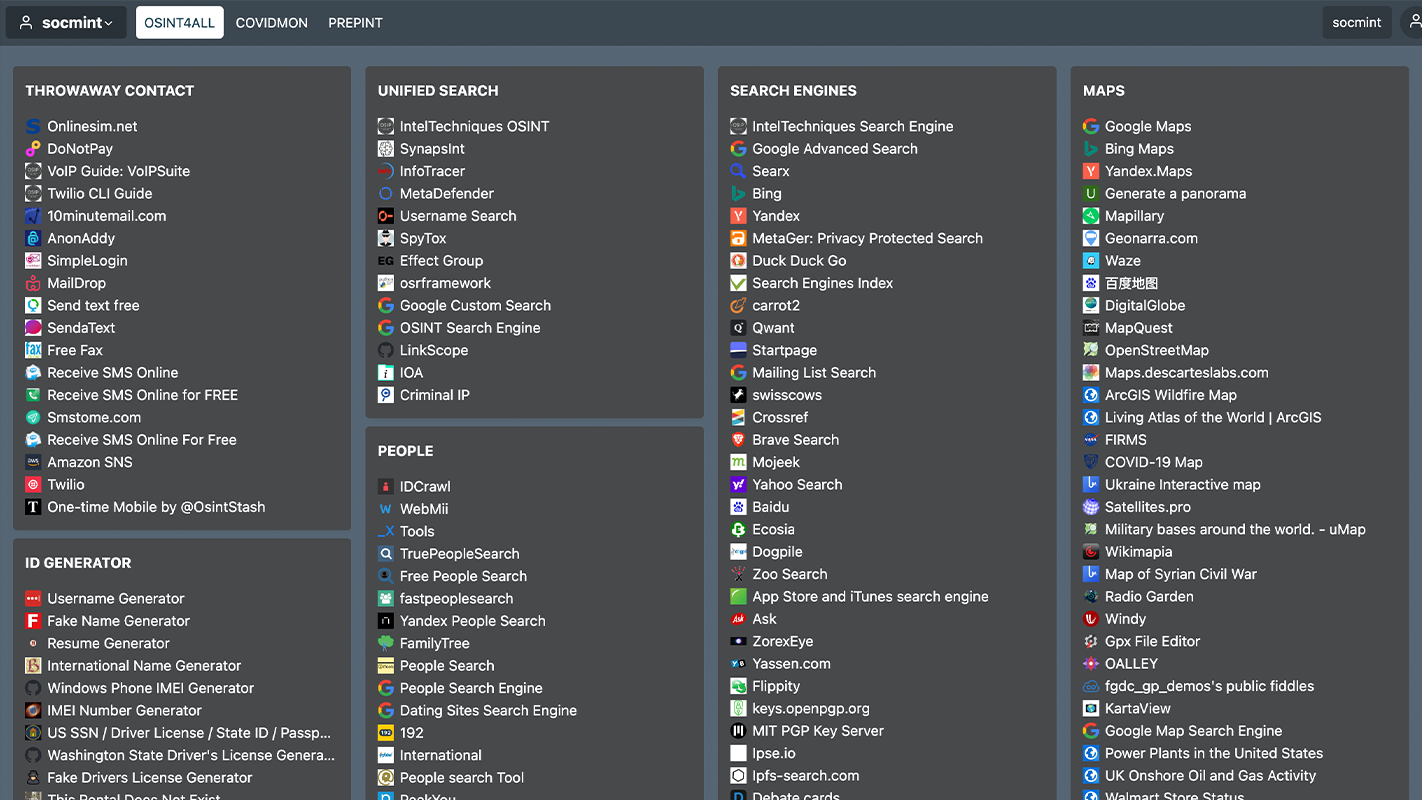 socmint
OSINT4ALL
COVIDMON
PREPINT
socmint
THROWAWAY CONTACT
Onlinesim.net
DoNotPay
VoIP Guide: VoIPSuite
Twilio CLI Guide
10minutemail.com
AnonAddy
SimpleLogin
MailDrop
Send text free
SendaText
Free Fax
Receive SMS Online
Receive SMS Online for FREE
Smstome.com
Receive SMS Online For Free
Amazon SNS
Twilio
One-time Mobile by @OsintStash
ID GENERATOR
Username Generator
Fake Name Generator
Resume Generator
International Name Generator
Windows Phone IMEI Generator
IMEI Number Generator
US SSN / Driver License / State ID / Passp...
Washington State Driver's License Genera...
Fake Drivers License Generator
This Rental Does Not Exist
UNIFIED SEARCH
IntelTechniques OSINT
SynapsInt
InfoTracer
MetaDefender
Username Search
SpyTox
Effect Group
osrframework
Google Custom Search
OSINT Search Engine
LinkScope
IOA
Criminal IP
PEOPLE
IDCrawl
WebMii
Tools
TruePeopleSearch
Free People Search
fastpeoplesearch
Yandex People Search
FamilyTree
People Search
People Search Engine
Dating Sites Search Engine
192
International
People search Tool
PeekYou
SEARCH ENGINES
IntelTechniques Search Engine
Google Advanced Search
Searx
Bing
Yandex
MetaGer: Privacy Protected Search
Duck Duck Go
Search Engines Index
carrot2
Qwant
Startpage
Mailing List Search
swisscows
Crossref
Brave Search
Mojeek
Yahoo Search
Baidu
Ecosia
Dogpile
Zoo Search
App Store and iTunes search engine
Ask
ZorexEye
Yassen.com
Flippity
keys.openpgp.org
MIT PGP Key Server
Ipse.io
Ipfs-search.com
Debate cards
MAPS
Google Maps
Bing Maps
Yandex.Maps
Generate a panorama
Mapillary
Geonarra.com
Waze
百度地图
DigitalGlobe
MapQuest
OpenStreetMap
Maps.descarteslabs.com
ArcGIS Wildfire Map
Living Atlas of the World | ArcGIS
FIRMS
COVID-19 Map
Ukraine Interactive map
Satellites.pro
Military bases around the world. - uMap
Wikimapia
Map of Syrian Civil War
Radio Garden
Windy
Gpx File Editor
OALLEY
fgdc_gp_demos's public fiddles
KartaView
Google Map Search Engine
Power Plants in the United States
UK Onshore Oil and Gas Activity
Walmart Store Status